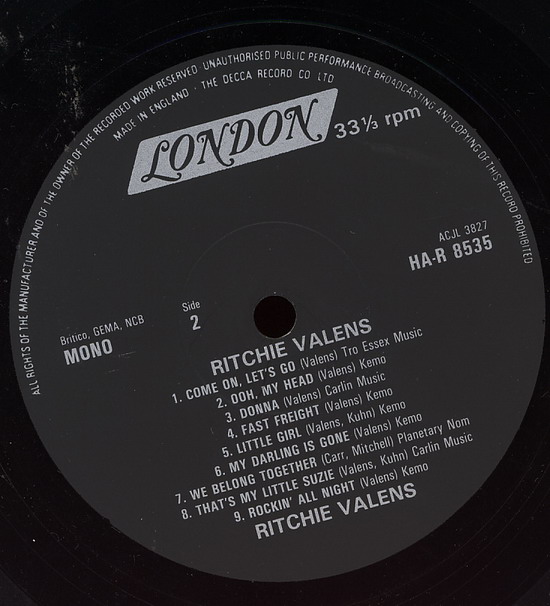 ALL RIGHTS OF THE MANUFACTURER AND OF THE OWNER OF THE RECORDED WORK RESERVED · UNAUTHORISED PUBLIC PERFORMANCE BROADCASTING AND COPYING OF THIS RECORD PROHIBITED
MADE IN ENGLAND · THE DECCA RECORD CO LTD
LONDON
33⅓ rpm
ACJL 3827
HA-R 8535
Side
2
Britico, GEMA, NCB
MONO
RITCHIE VALENS
1. COME ON, LET'S GO (Valens) Tro Essex Music
2. OOH, MY HEAD (Valens) Kemo
3. DONNA (Valens) Carlin Music
4. FAST FREIGHT (Valens) Kemo
5. LITTLE GIRL (Valens, Kuhn) Kemo
6. MY DARLING IS GONE (Valens) Kemo
7. WE BELONG TOGETHER (Carr, Mitchell) Planetary Nom
8. THAT'S MY LITTLE SUZIE (Valens, Kuhn) Carlin Music
9. ROCKIN' ALL NIGHT (Valens) Kemo
RITCHIE VALENS